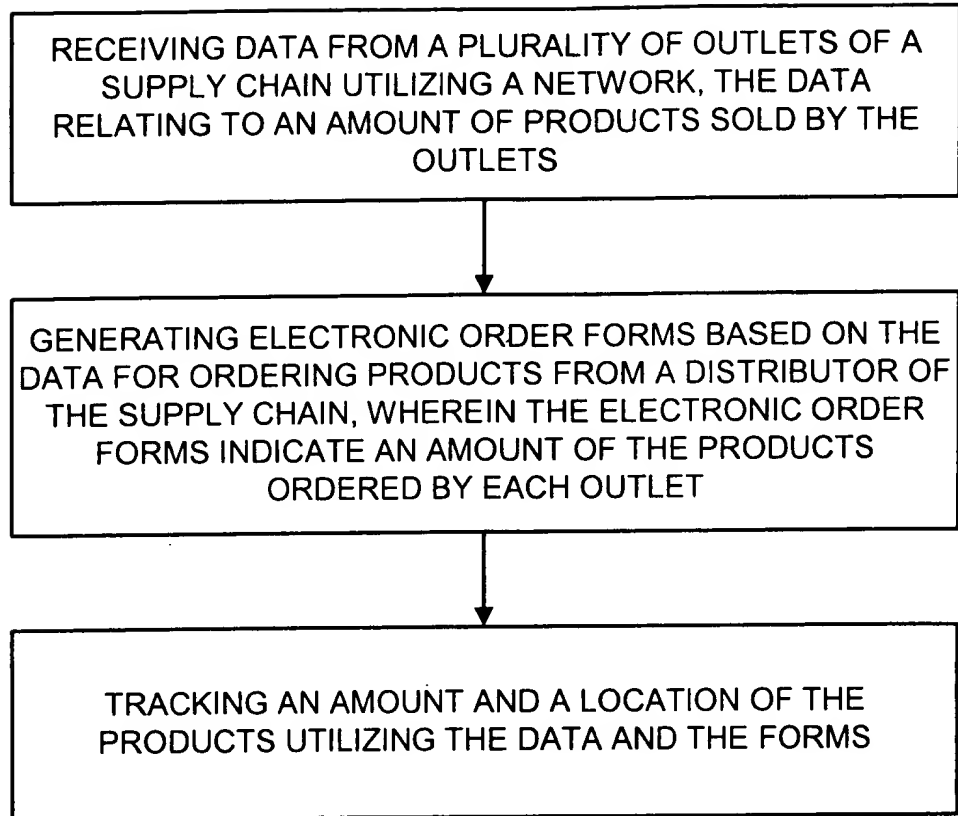 RECEIVING DATA FROM A PLURALITY OF OUTLETS OF A
SUPPLY CHAIN UTILIZING A NETWORK, THE DATA
RELATING TO AN AMOUNT OF PRODUCTS SOLD BY THE
OUTLETS
GENERATING ELECTRONIC ORDER FORMS BASED ON THE
DATA FOR ORDERING PRODUCTS FROM A DISTRIBUTOR OF
THE SUPPLY CHAIN, WHEREIN THE ELECTRONIC ORDER
FORMS INDICATE AN AMOUNT OF THE PRODUCTS
ORDERED BY EACH OUTLET
TRACKING AN AMOUNT AND A LOCATION OF THE
PRODUCTS UTILIZING THE DATA AND THE FORMS